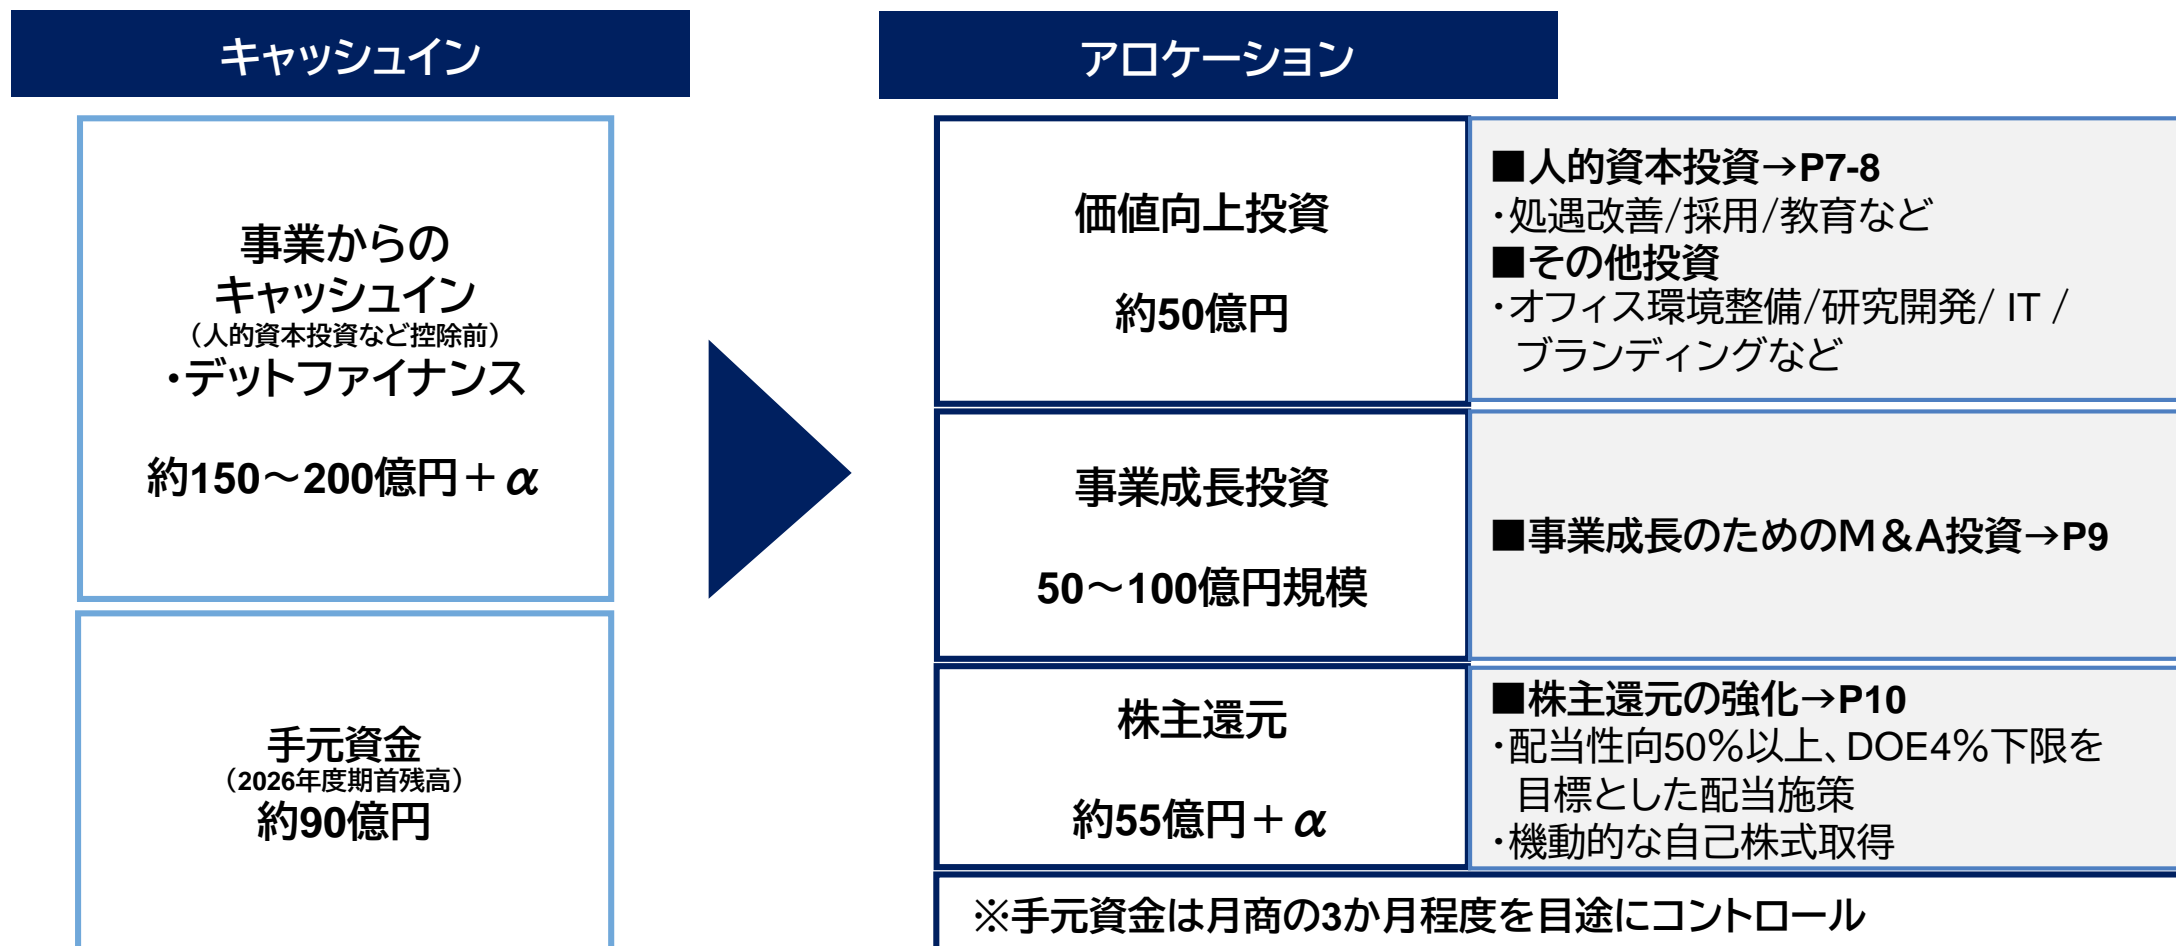 キャッシュイン
事業からの
キャッシュイン
（人的資本投資など控除前）
・デットファイナンス
約150～200億円＋α
手元資金
（2026年度期首残高）
約90億円
アロケーション
価値向上投資
約50億円
■人的資本投資→P7-8
・処遇改善/採用/教育など
■その他投資
・オフィス環境整備/研究開発/ IT /
ブランディングなど
事業成長投資
50～100億円規模
■事業成長のためのM＆A投資→P9
株主還元
約55億円＋α
■株主還元の強化→P10
・配当性向50％以上、DOE4％下限を
目標とした配当施策
・機動的な自己株式取得
※手元資金は月商の3か月程度を目途にコントロール